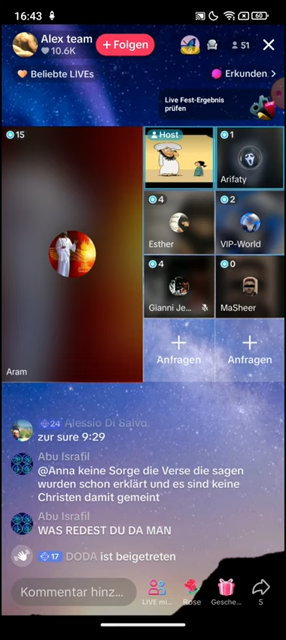 16:43
60
Alex team
10.6K
+ Folgen
51
Beliebte LIVEs
Erkunden >
Live Fest-Ergebnis
prüfen
15
Host
1
Arifaty
4
Esther
2
VIP-World
4
Gianni Je...
0
MaSheer
Aram
+
Anfragen
+
Anfragen
24 Alessio Di Salvo
zur sure 9:29
Abu Israfil
@Anna keine Sorge die Verse die sagen
wurden schon erklärt und es sind keine
Christen damit gemeint
Abu Israfil
WAS REDEST DU DA MAN
17 DODA ist beigetreten
Kommentar hinz...
LIVE mi...
Rose
Gesche...
5